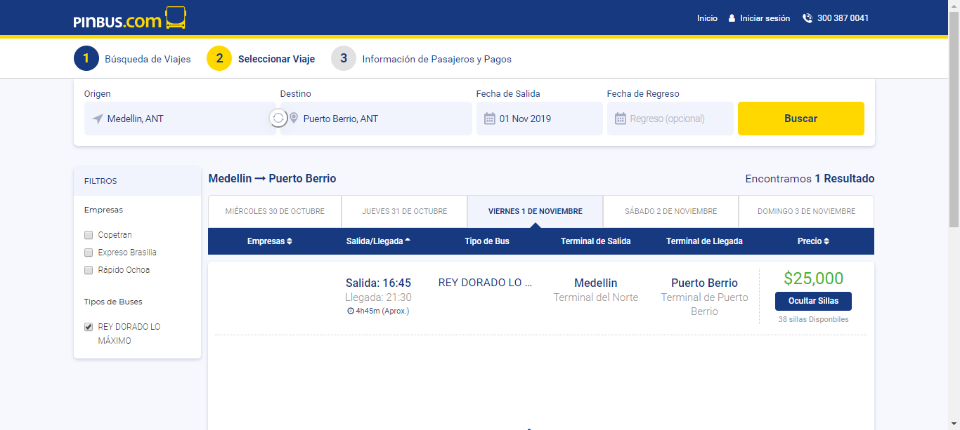 PINBUS.com
Inicio Iniciar sesión 300 387 0041
1 Búsqueda de Viajes 2 Seleccionar Viaje 3 Información de Pasajeros y Pagos
Origen Destino Fecha de Salida Fecha de Regreso
Medellin, ANT Puerto Berrio, ANT 01 Nov 2019 Regreso (opcional) Buscar
FILTROS
Empresas
Copetran
Expreso Brasilia
Rápido Ochoa
Tipos de Buses
REY DORADO LO
MÁXIMO
Medellin → Puerto Berrio Encontramos 1 Resultado
MIÉRCOLES 30 DE OCTUBRE JUEVES 31 DE OCTUBRE VIERNES 1 DE NOVIEMBRE SÁBADO 2 DE NOVIEMBRE DOMINGO 3 DE NOVIEMBRE
Empresas Salida/Llegada Tipo de Bus Terminal de Salida Terminal de Llegada Precio
Salida: 16:45 REY DORADO LO ... Medellin Puerto Berrio $25,000
Llegada: 21:30 Terminal del Norte Terminal de Puerto
Berrio
4h45m (Aprox.)
Ocultar Sillas
38 sillas Disponbiles